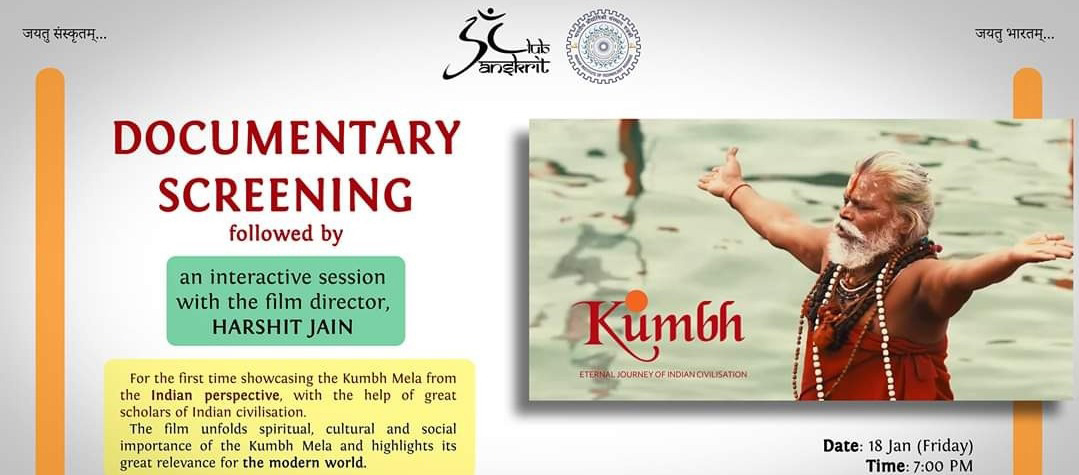 जयतु संस्कृतम्...
Sanskrit Club
जयतु भारतम्...
DOCUMENTARY
SCREENING
followed by
an interactive session
with the film director,
HARSHIT JAIN
For the first time showcasing the Kumbh Mela from
the Indian perspective, with the help of great
scholars of Indian civilisation.
The film unfolds spiritual, cultural and social
importance of the Kumbh Mela and highlights its
great relevance for the modern world.
Kumbh
ETERNAL JOURNEY OF INDIAN CIVILISATION
Date: 18 Jan (Friday)
Time: 7:00 PM